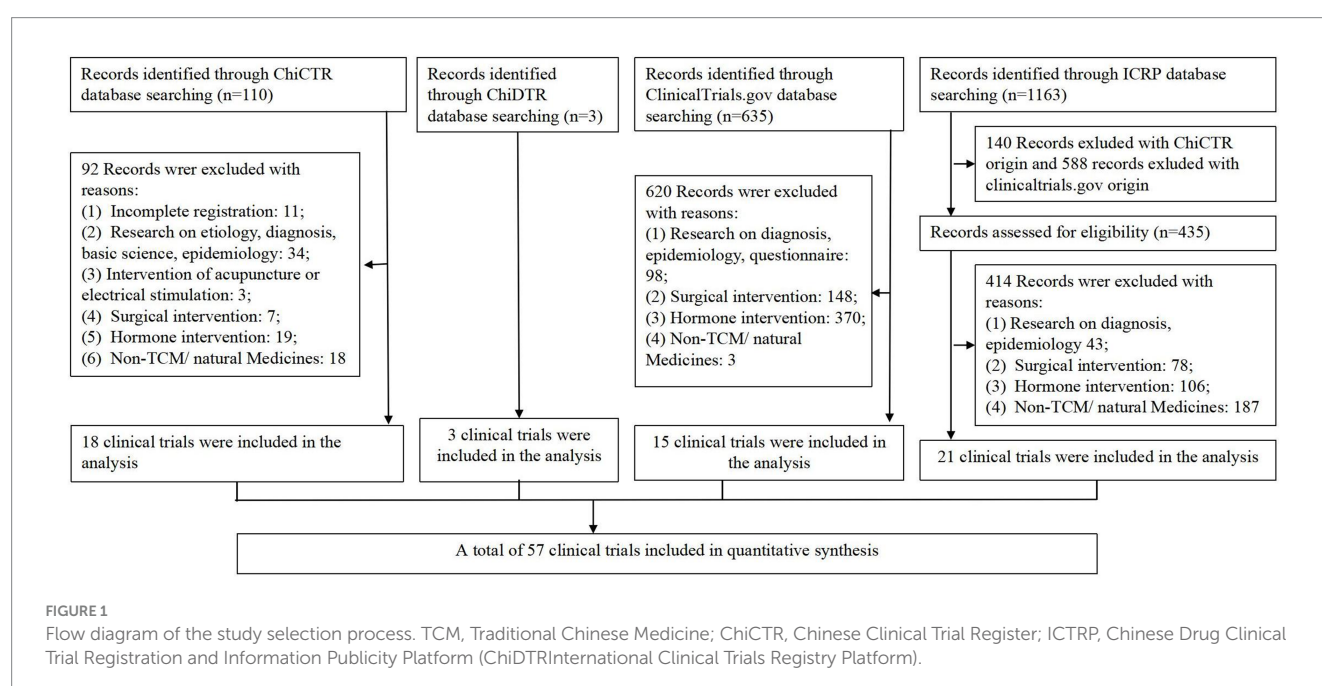 Records identified through ChiCTR
database searching (n=110)
Records identified
through ChiDTR
database searching (n=3)
Records identified through
ClinicalTrials.gov database
searching (n=635)
Records identified through ICRP database
searching (n=1163)
140 Records exluded with ChiCTR
origin and 588 records exluded with
clinicaltrials.gov origin
92 Records wrer excluded with
reasons:
(1) Incomplete registration: 11;
(2) Research on etiology, diagnosis,
basic science, epidemiology: 34;
(3) Intervention of acupuncture or
electrical stimulation: 3;
(4) Surgical intervention: 7;
(5) Hormone intervention: 19;
(6) Non-TCM/ natural Medicines: 18
620 Records wrer excluded
with reasons:
(1) Research on diagnosis,
epidemiology, questionnaire:
98;
(2) Surgical intervention: 148;
(3) Hormone intervention: 370;
(4) Non-TCM/ natural
Medicines: 3
Records assessed for eligibility (n=435)
414 Records wrer excluded with
reasons:
(1) Research on diagnosis,
epidemiology 43;
(2) Surgical intervention: 78;
(3) Hormone intervention: 106;
(4) Non-TCM/ natural Medicines: 187
18 clinical trials were included in the
analysis
3 clinical trials were
included in the analysis
15 clinical trials were included in
the analysis
21 clinical trials were included in the analysis
A total of 57 clinical trials included in quantitative synthesis
FIGURE 1
Flow diagram of the study selection process. TCM, Traditional Chinese Medicine; ChiCTR, Chinese Clinical Trial Register; ICTRP, Chinese Drug Clinical
Trial Registration and Information Publicity Platform (ChiDTRInternational Clinical Trials Registry Platform).